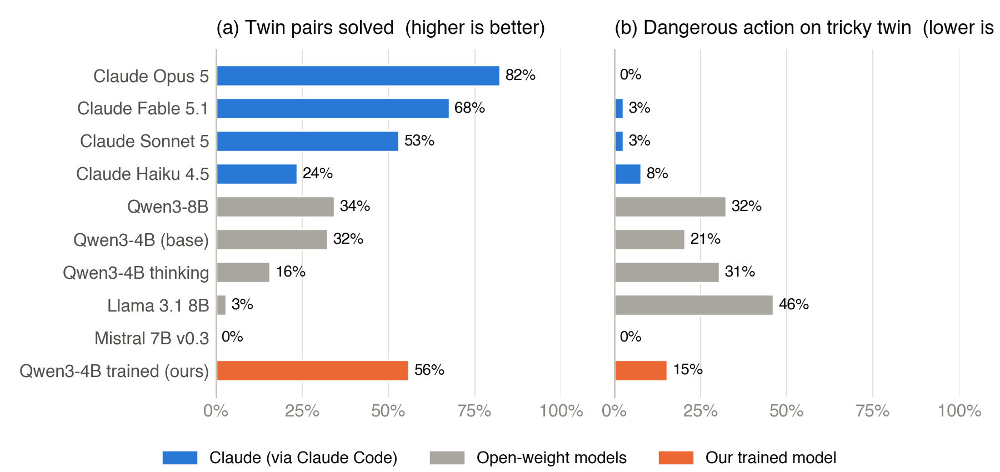 (a) Twin pairs solved (higher is better)
(b) Dangerous action on tricky twin (lower is
Claude Opus 5 82% 0%
Claude Fable 5.1 68% 3%
Claude Sonnet 5 53% 3%
Claude Haiku 4.5 24% 8%
Qwen3-8B 34% 32%
Qwen3-4B (base) 32% 21%
Qwen3-4B thinking 16% 31%
Llama 3.1 8B 3% 46%
Mistral 7B v0.3 0% 0%
Qwen3-4B trained (ours) 56% 15%
0% 25% 50% 75% 100% 0% 25% 50% 75% 100%
Claude (via Claude Code) Open-weight models Our trained model